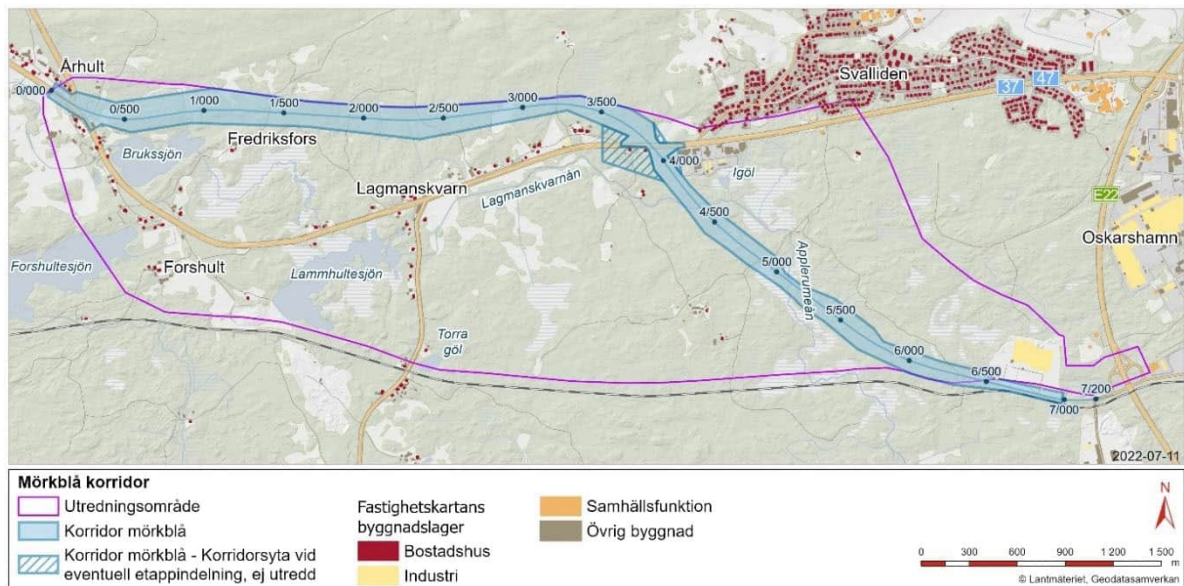 Århult
0/000
0/500
1/000
1/500
2/000
2/500
3/000
3/500
Svalliden
37
47
Brukssjön
Fredriksfors
Lagmanskvarn
Lagmanskvarnån
4/000
Igöl
E22
Oskarshamn
4/500
Forshultesjön
Forshult
Lammhultesjön
5/000
Applerumeån
5/500
Torra
göl
6/000
6/500
7/000
7/200
2022-07-11
Mörkblå korridor
Utredningsområde
Korridor mörkblå
Korridor mörkblå - Korridorsyta vid
eventuell etappindelning, ej utredd
Fastighetskartans
byggnadslager
Bostadshus
Industri
Samhällsfunktion
Övrig byggnad
N
0 300 600 900 1 200 1 500
m
© Lantmäteriet, Geodatasamverkan